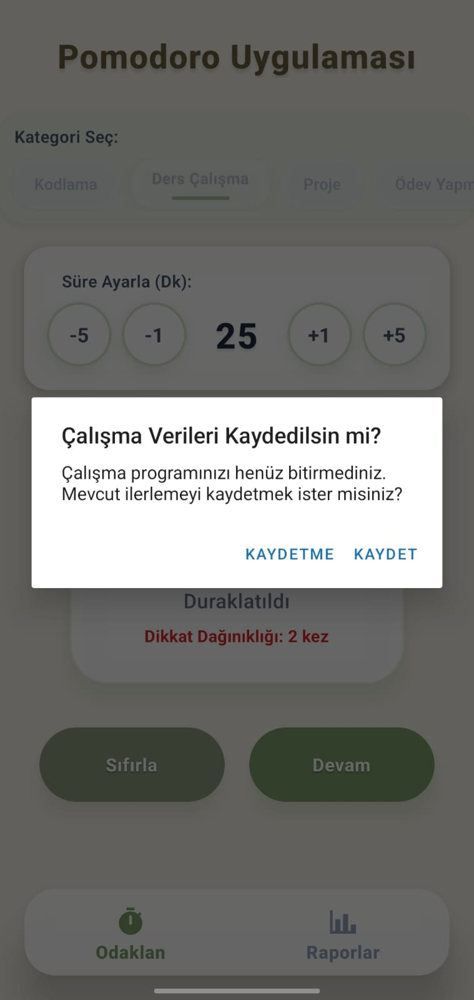 Pomodoro Uygulaması
Kategori Seç:
Kodlama
Ders Çalışma
Proje
Ödev Yapm
Süre Ayarla (Dk):
-5
-1
25
+1
+5
Çalışma Verileri Kaydedilsin mi?
Çalışma programınızı henüz bitirmediniz.
Mevcut ilerlemeyi kaydetmek ister misiniz?
KAYDETME
KAYDET
Duraklatıldı
Dikkat Dağınıklığı: 2 kez
Sıfırla
Devam
Odaklan
Raporlar